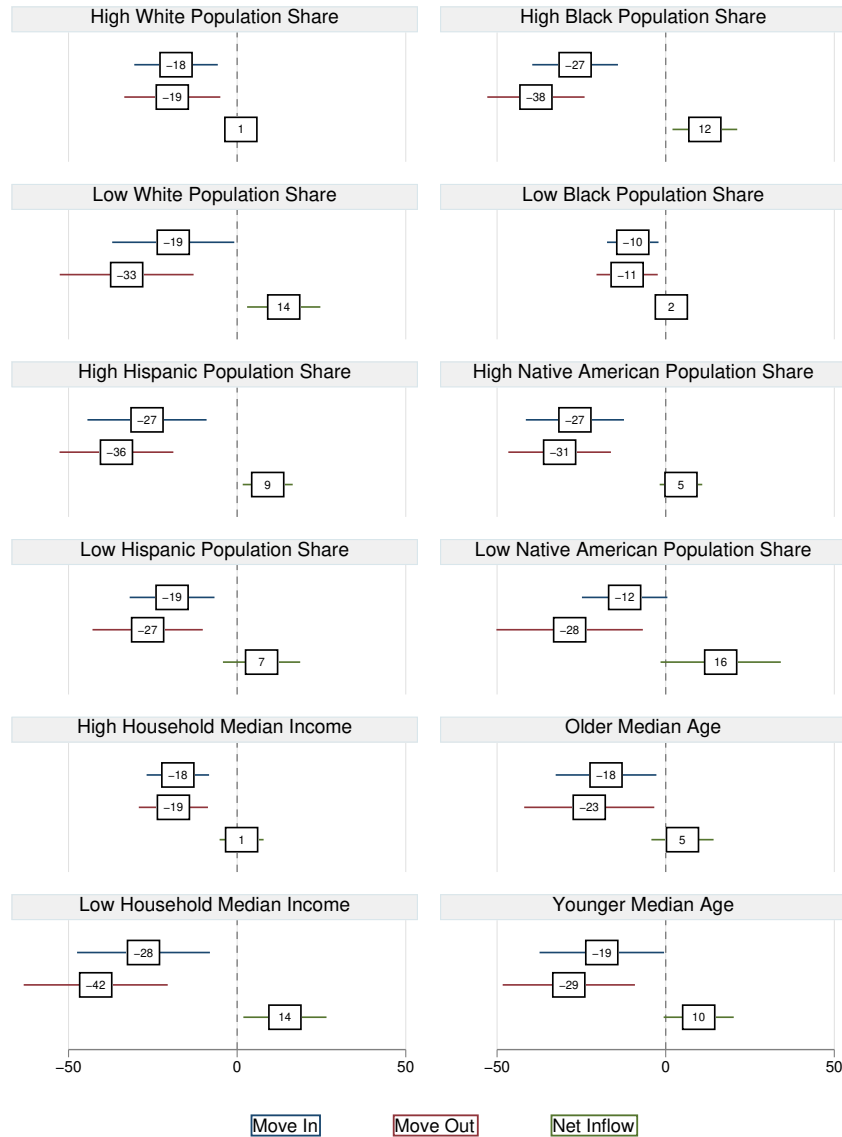 High White Population Share
−18
−19
1
High Black Population Share
−27
−38
12
Low White Population Share
−19
−33
14
Low Black Population Share
−10
−11
2
High Hispanic Population Share
−27
−36
9
High Native American Population Share
−27
−31
5
Low Hispanic Population Share
−19
−27
7
Low Native American Population Share
−12
−28
16
High Household Median Income
−18
−19
1
Older Median Age
−18
−23
5
Low Household Median Income
−28
−42
14
Younger Median Age
−19
−29
10
−50 0 50
−50 0 50
Move In Move Out Net Inflow